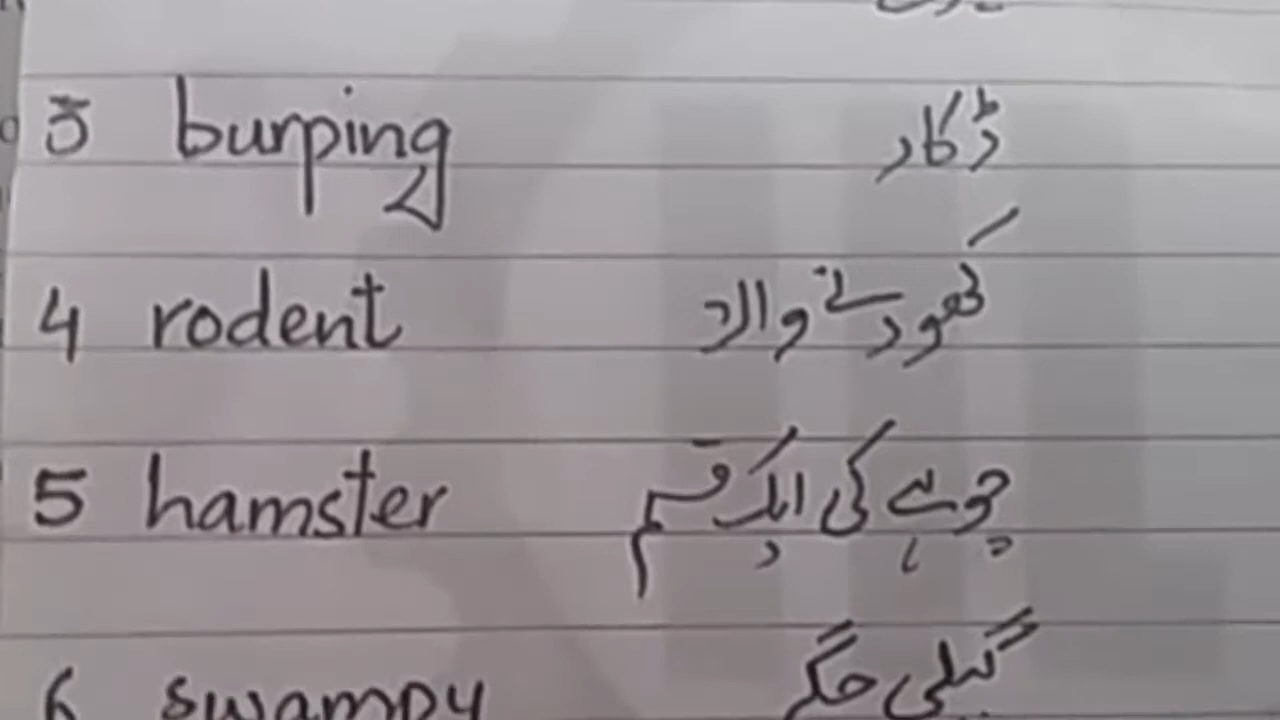 3 burping ڈکار
4 rodent کھودنے والا
5 hamster چوہے کی ایک قسم
6 swampy گیلی جگہ